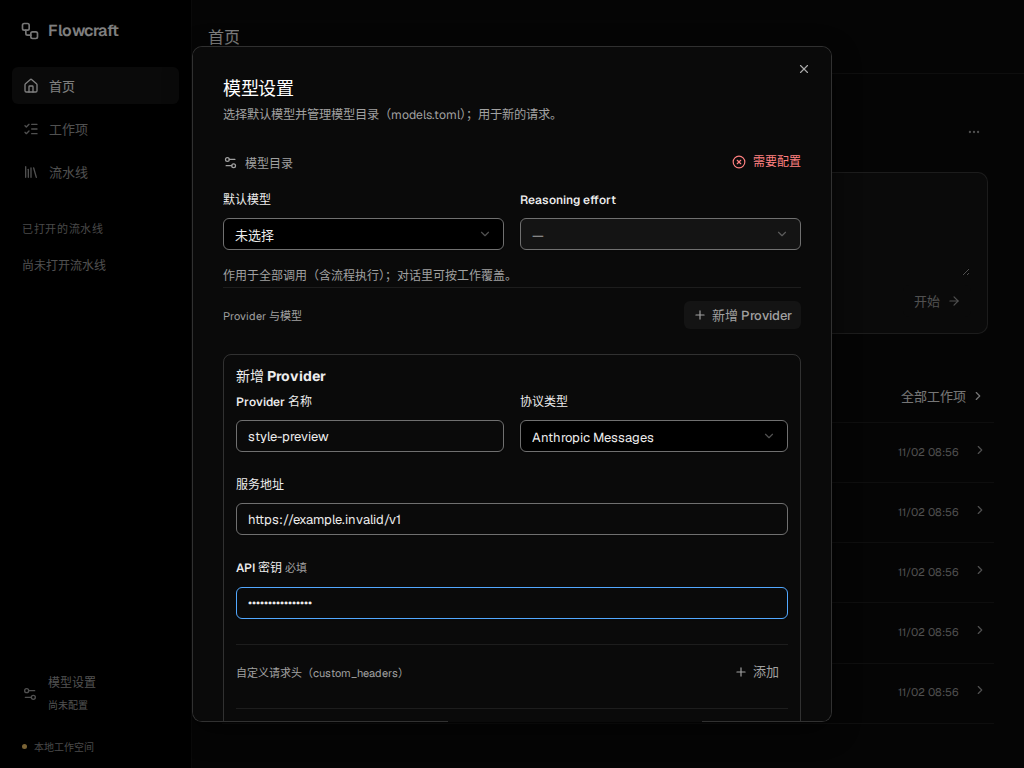 Flowcraft
首页
工作项
流水线
已打开的流水线
尚未打开流水线
模型设置
尚未配置
本地工作空间
首页
模型设置
选择默认模型并管理模型目录（models.toml）；用于新的请求。
模型目录
需要配置
默认模型
Reasoning effort
未选择
—
作用于全部调用（含流程执行）；对话里可按工作覆盖。
Provider 与模型
新增 Provider
新增 Provider
Provider 名称
协议类型
style-preview
Anthropic Messages
服务地址
https://example.invalid/v1
API 密钥 必填
••••••••••••••••
自定义请求头（custom_headers）
添加
开始
全部工作项
11/02 08:56
11/02 08:56
11/02 08:56
11/02 08:56
11/02 08:56